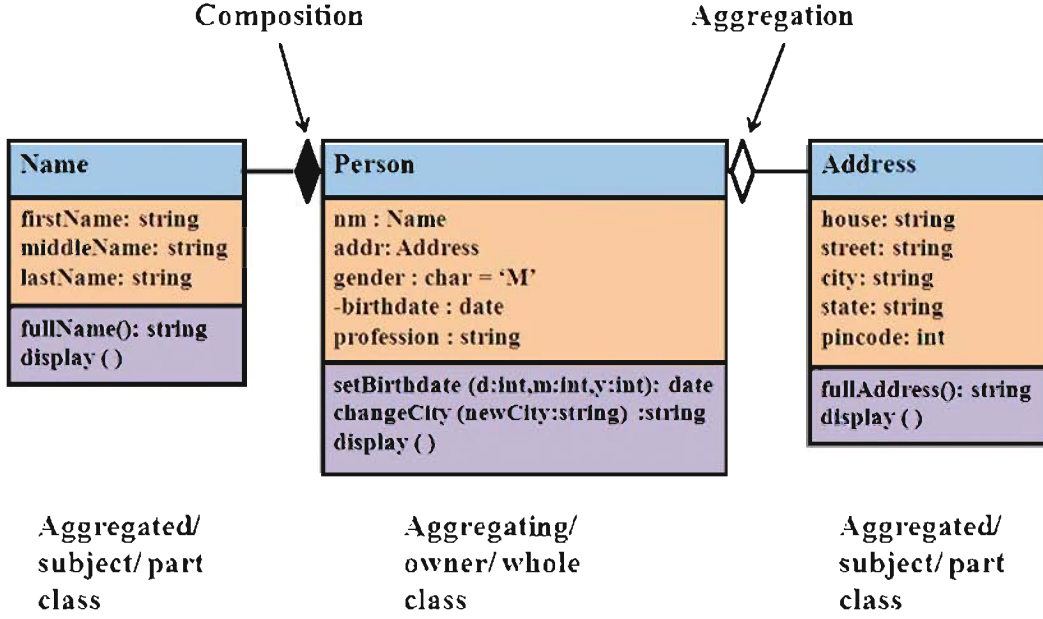 Composition
Aggregation
Name
firstName: string
middleName: string
lastName: string
fullName(): string
display ( )
Person
nm : Name
addr: Address
gender : char = ‘M’
-birthdate : date
profession : string
setBirthdate (d:int,m:int,y:int): date
changeCity (newCity:string) :string
display ( )
Address
house: string
street: string
city: string
state: string
pincode: int
fullAddress(): string
display ( )
Aggregated/
subject/ part
class
Aggregating/
owner/ whole
class
Aggregated/
subject/ part
class